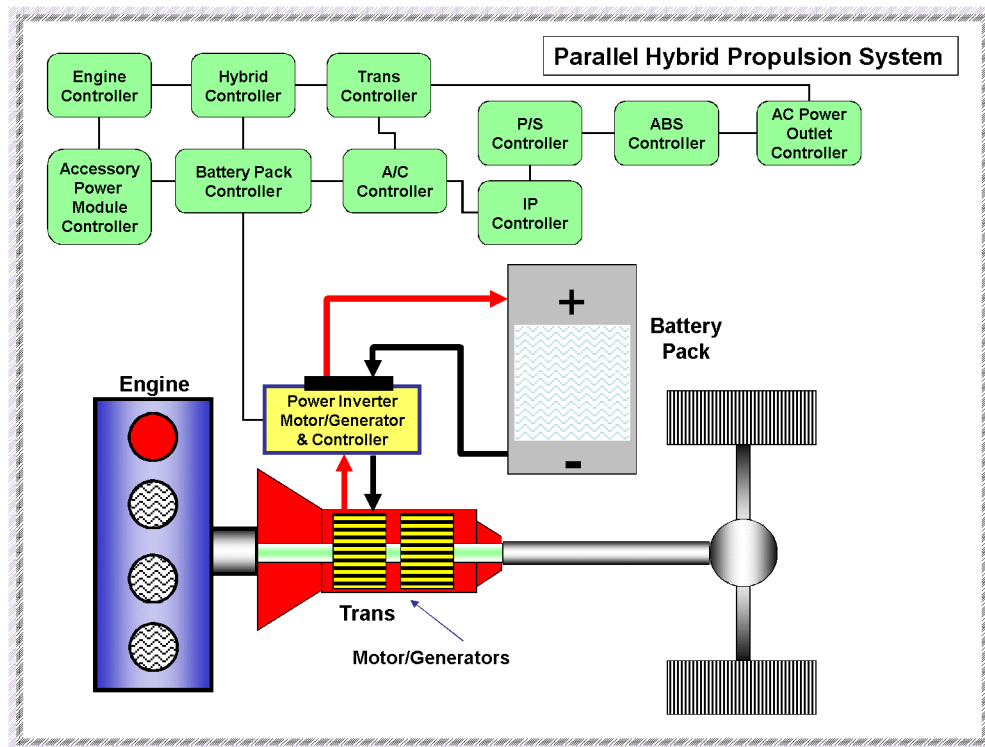 Parallel Hybrid Propulsion System
Engine
Controller
Hybrid
Controller
Trans
Controller
P/S
Controller
ABS
Controller
AC Power
Outlet
Controller
Accessory
Power
Module
Controller
Battery Pack
Controller
A/C
Controller
IP
Controller
+
Battery
Pack
-
Engine
Power Inverter
Motor/Generator
& Controller
Trans
Motor/Generators